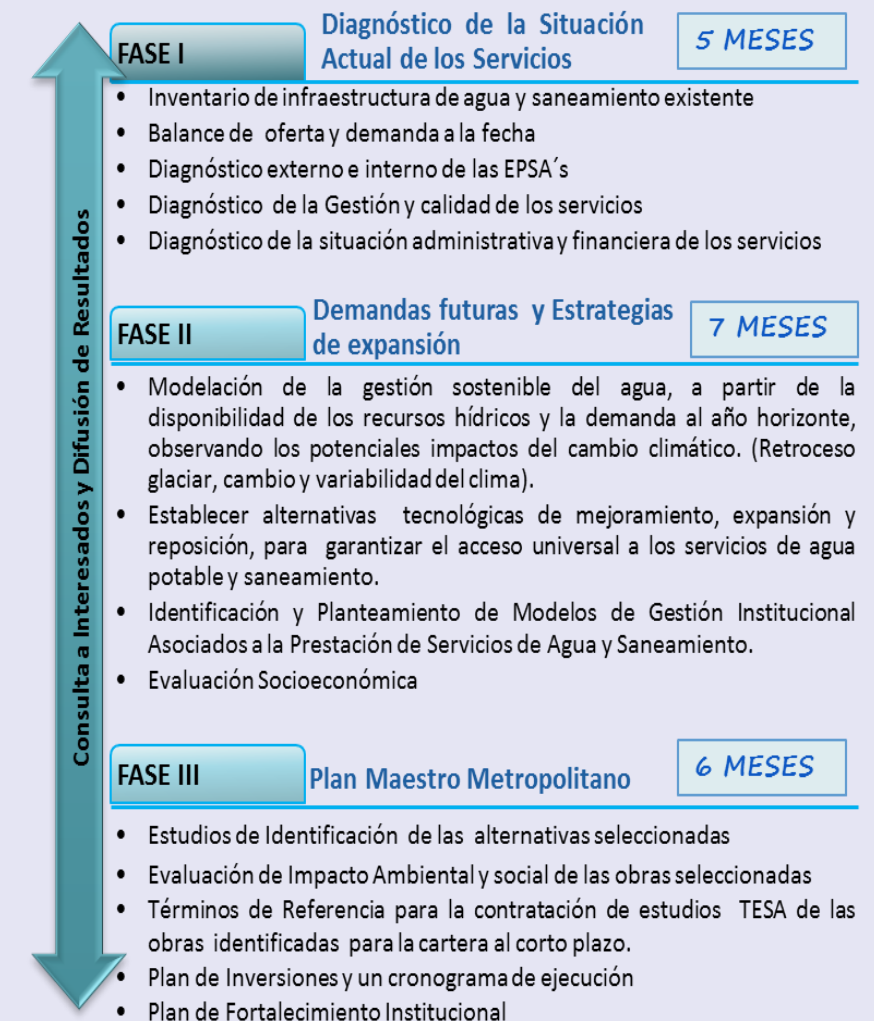 Consulta a Interesados y Difusión de Resultados
FASE I
Diagnóstico de la Situación
Actual de los Servicios
5 MESES
• Inventario de infraestructura de agua y saneamiento existente
• Balance de oferta y demanda a la fecha
• Diagnóstico externo e interno de las EPSA´s
• Diagnóstico de la Gestión y calidad de los servicios
• Diagnóstico de la situación administrativa y financiera de los servicios
FASE II
Demandas futuras y Estrategias
de expansión
7 MESES
• Modelación de la gestión sostenible del agua, a partir de la
disponibilidad de los recursos hídricos y la demanda al año horizonte,
observando los potenciales impactos del cambio climático. (Retroceso
glaciar, cambio y variabilidad del clima).
• Establecer alternativas tecnológicas de mejoramiento, expansión y
reposición, para garantizar el acceso universal a los servicios de agua
potable y saneamiento.
• Identificación y Planteamiento de Modelos de Gestión Institucional
Asociados a la Prestación de Servicios de Agua y Saneamiento.
• Evaluación Socioeconómica
FASE III
Plan Maestro Metropolitano
6 MESES
• Estudios de Identificación de las alternativas seleccionadas
• Evaluación de Impacto Ambiental y social de las obras seleccionadas
• Términos de Referencia para la contratación de estudios TESA de las
obras identificadas para la cartera al corto plazo.
• Plan de Inversiones y un cronograma de ejecución
• Plan de Fortalecimiento Institucional